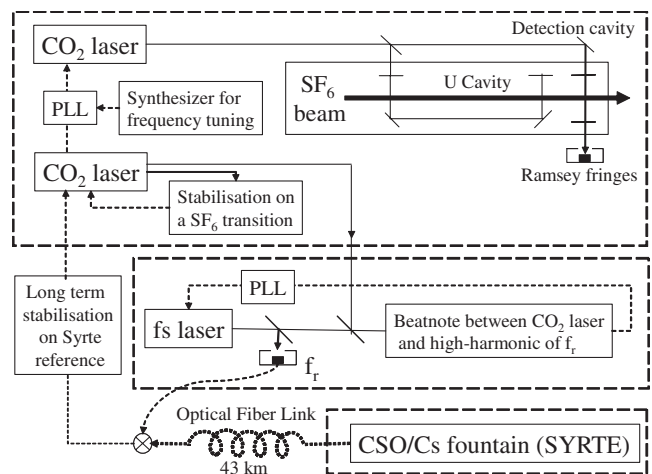 Detection cavity
CO2 laser
U Cavity
SF6
beam
PLL
Synthesizer for
frequency tuning
Ramsey fringes
CO2 laser
Stabilisation on
a SF6 transition
Long term
stabilisation
on Syrte
reference
PLL
fs laser
Beatnote between CO2 laser
and high-harmonic of fr
fr
Optical Fiber Link
43 km
CSO/Cs fountain (SYRTE)